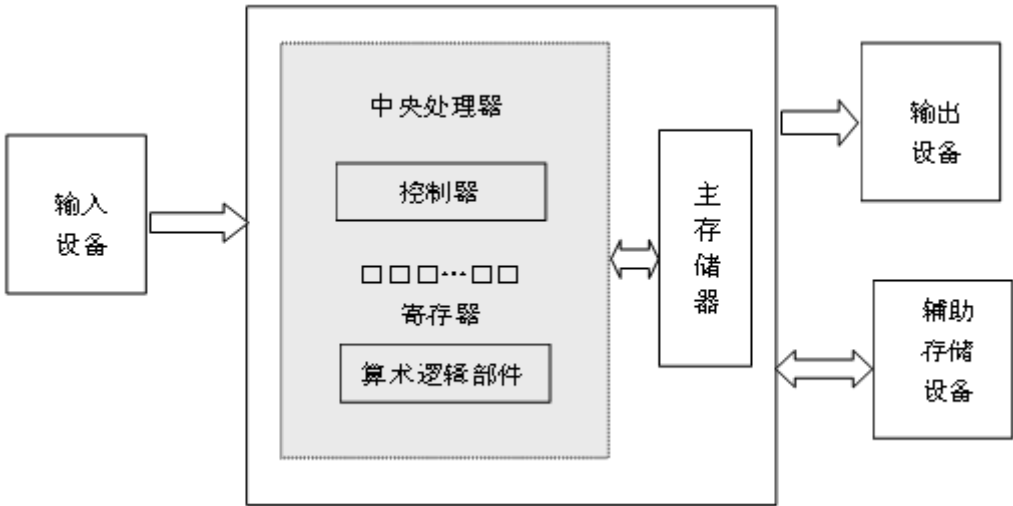 中央处理器
控制器
寄存器
算术逻辑部件
输入
设备
主
存
储
器
输出
设备
辅助
存储
设备